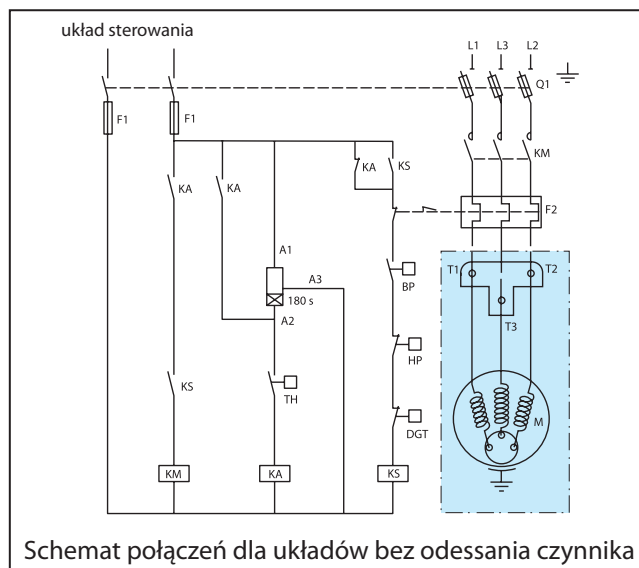 układ sterowania
L1 L3 L2
Q1
F1 F1
KM
KA KS
KA KA
F2
A1
T1 T2
A3
BP
180 s
A2
T3
HP
KS
TH
M
DGT
KM KA KS
Schemat połączeń dla układów bez odessania czynnika